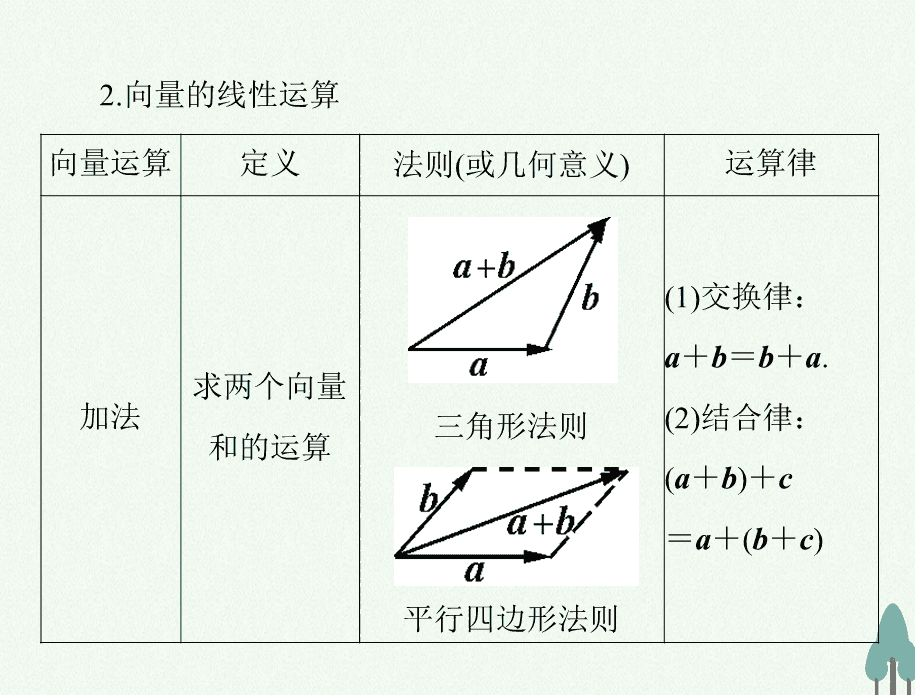 2.向量的线性运算
向量运算 定义 法则(或几何意义) 运算律
加法
求两个向量
和的运算
a+b
b
a
三角形法则
b
a+b
a
平行四边形法则
(1)交换律：
a＋b＝b＋a.
(2)结合律：
(a＋b)＋c
＝a＋(b＋c)